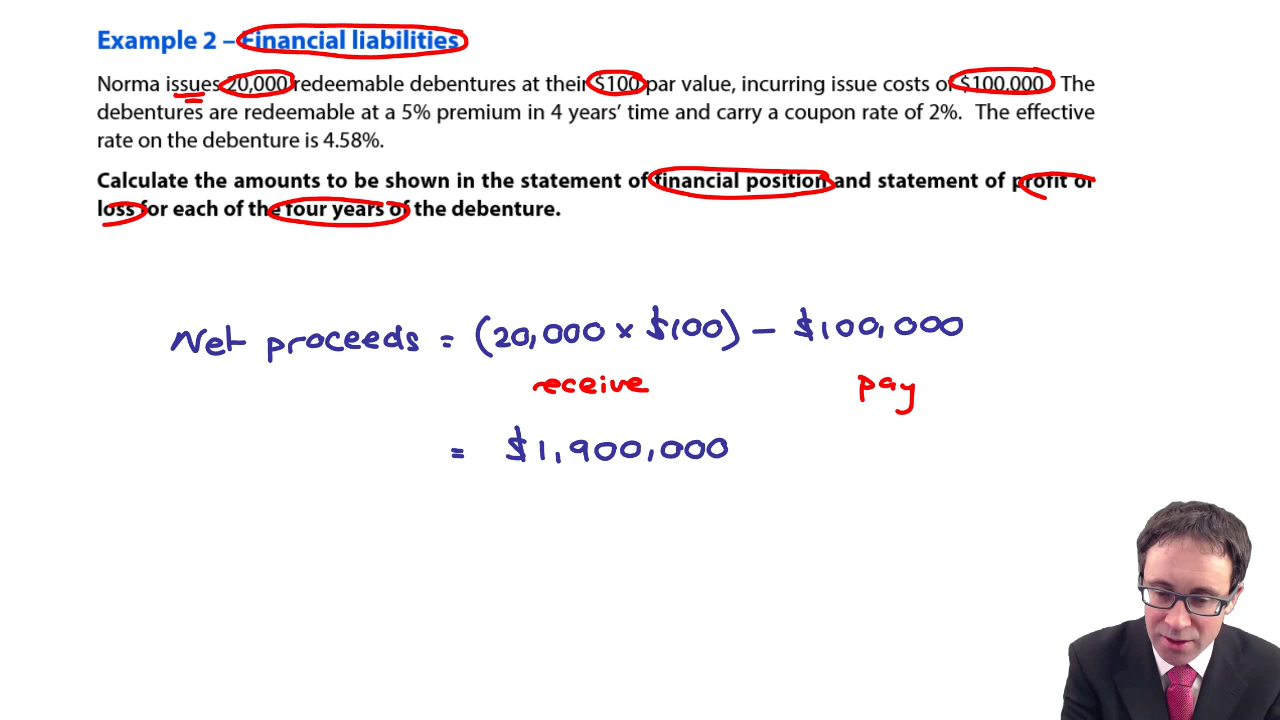 Example 2 – Financial liabilities
Norma issues 20,000 redeemable debentures at their $100 par value, incurring issue costs of $100,000. The
debentures are redeemable at a 5% premium in 4 years’ time and carry a coupon rate of 2%. The effective
rate on the debenture is 4.58%.
Calculate the amounts to be shown in the statement of financial position and statement of profit or
loss for each of the four years of the debenture.
Net proceeds = (20,000 x $100) – $100,000
receive pay
= $1,900,000